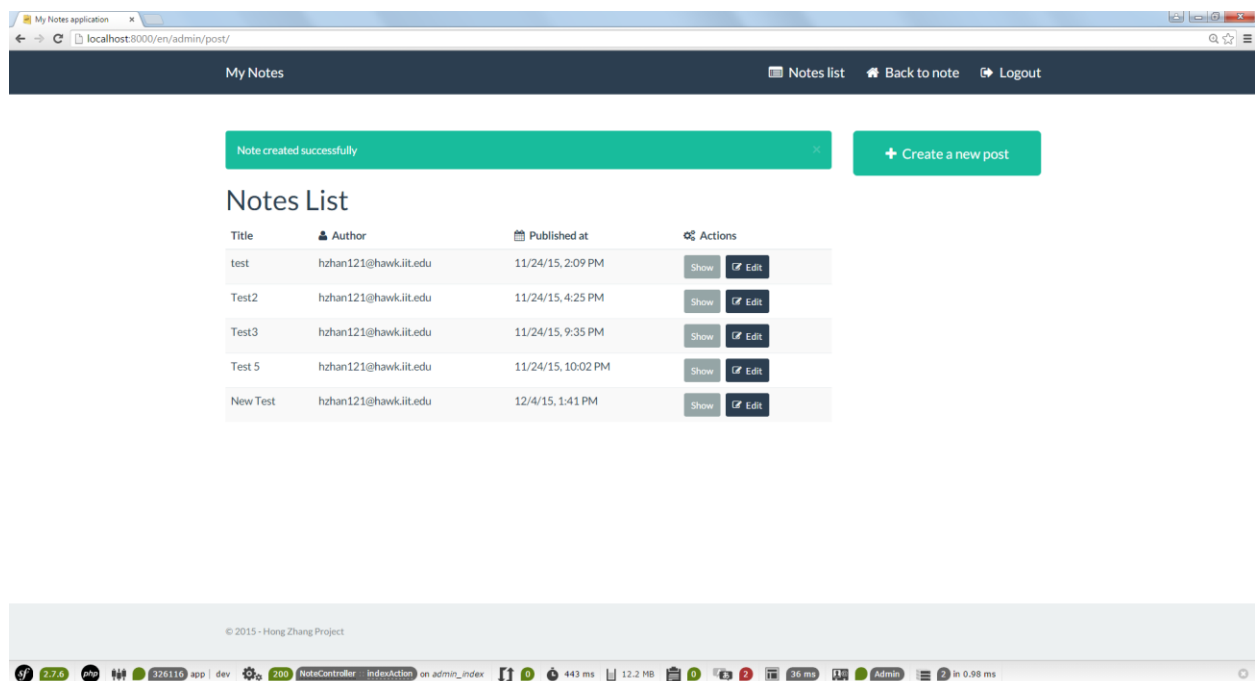 My Notes application
localhost:8000/en/admin/post/
My Notes
Notes list Back to note Logout
Note created successfully ×
Create a new post
Notes List
Title Author Published at Actions
test hzhan121@hawk.iit.edu 11/24/15, 2:09 PM Show Edit
Test2 hzhan121@hawk.iit.edu 11/24/15, 4:25 PM Show Edit
Test3 hzhan121@hawk.iit.edu 11/24/15, 9:35 PM Show Edit
Test 5 hzhan121@hawk.iit.edu 11/24/15, 10:02 PM Show Edit
New Test hzhan121@hawk.iit.edu 12/4/15, 1:41 PM Show Edit
© 2015 - Hong Zhang Project
sf 2.7.6 php 326116 app | dev 200 NoteController :: indexAction on admin_index 0 443 ms 12.2 MB 0 2 36 ms Admin 2 in 0.98 ms